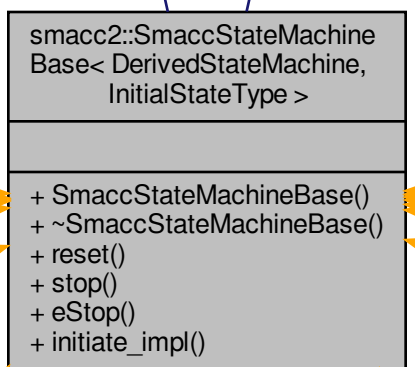 smacc2::SmaccStateMachine
Base< DerivedStateMachine,
InitialStateType >
+ SmaccStateMachineBase()
+ ~SmaccStateMachineBase()
+ reset()
+ stop()
+ eStop()
+ initiate_impl()